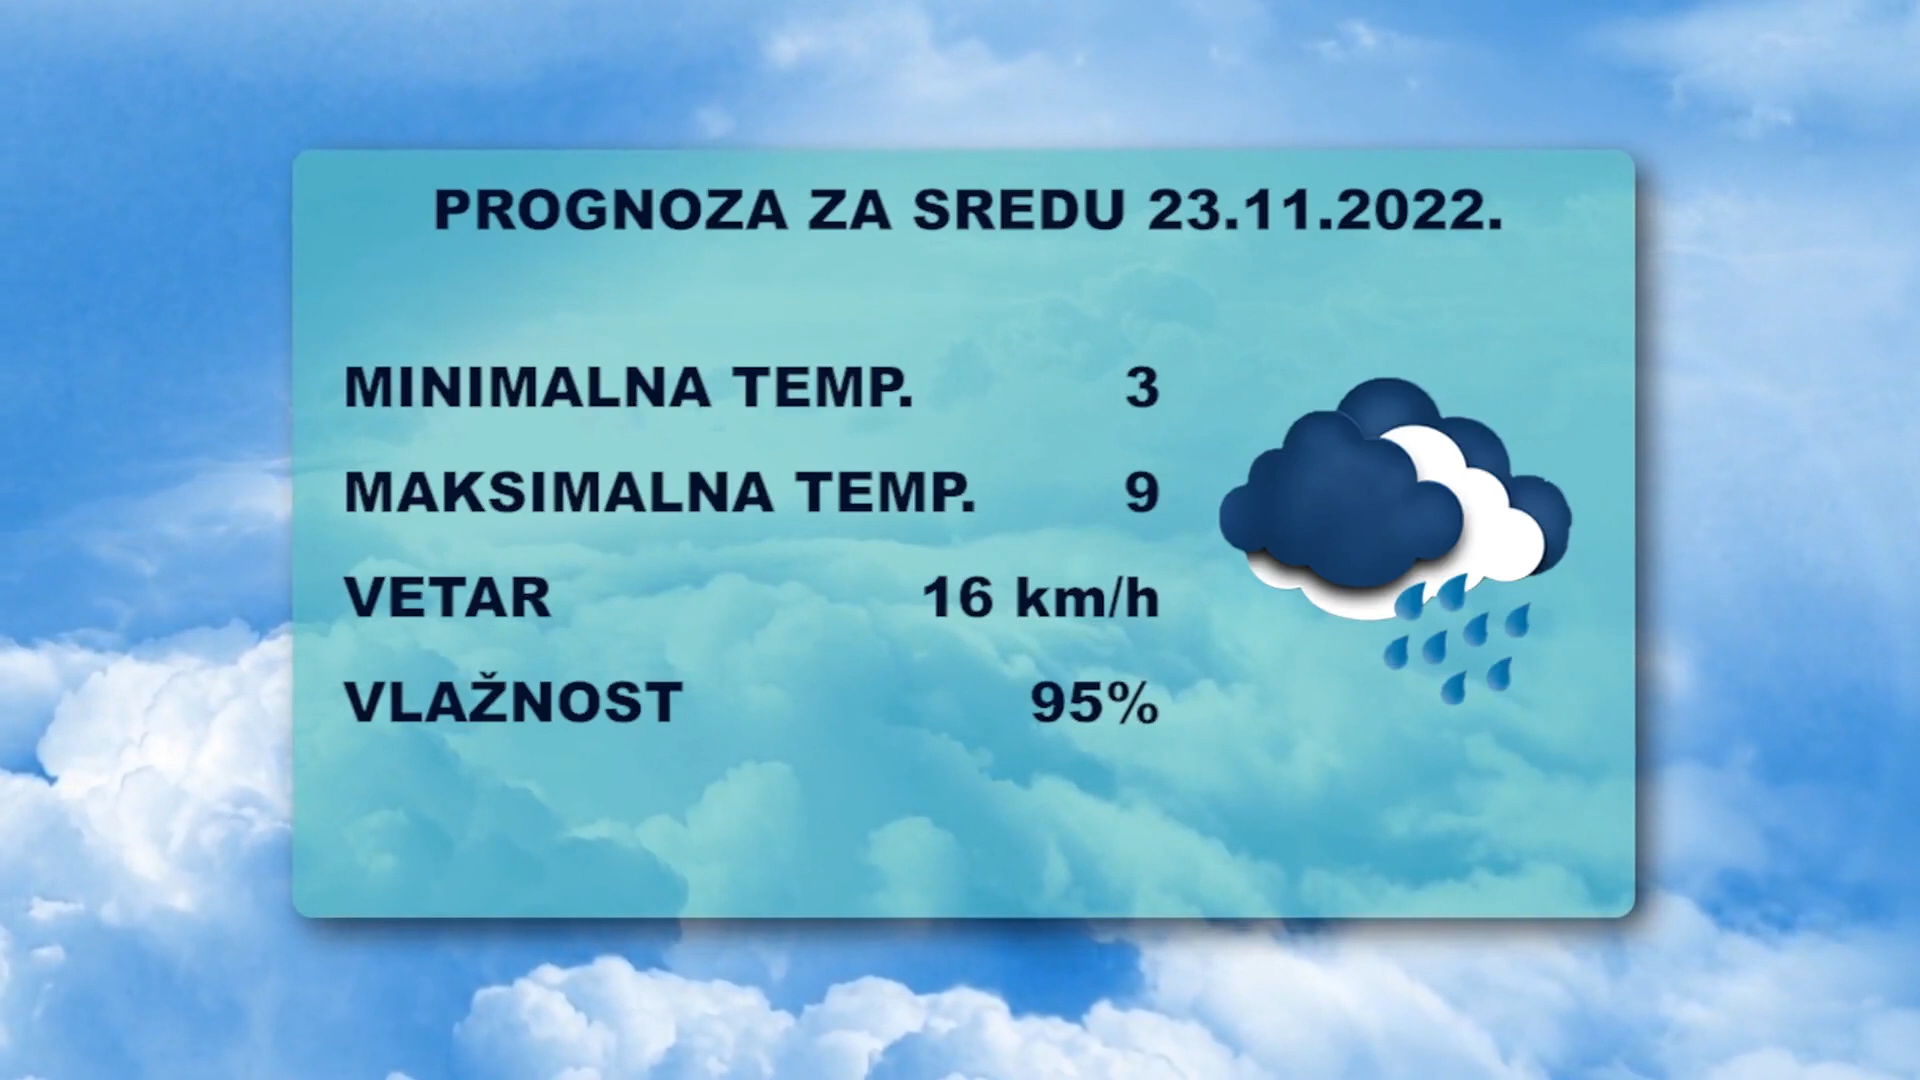 PROGNOZA ZA SREDU 23.11.2022.
MINIMALNA TEMP. 3
MAKSIMALNA TEMP. 9
VETAR 16 km/h
VLAŽNOST 95%